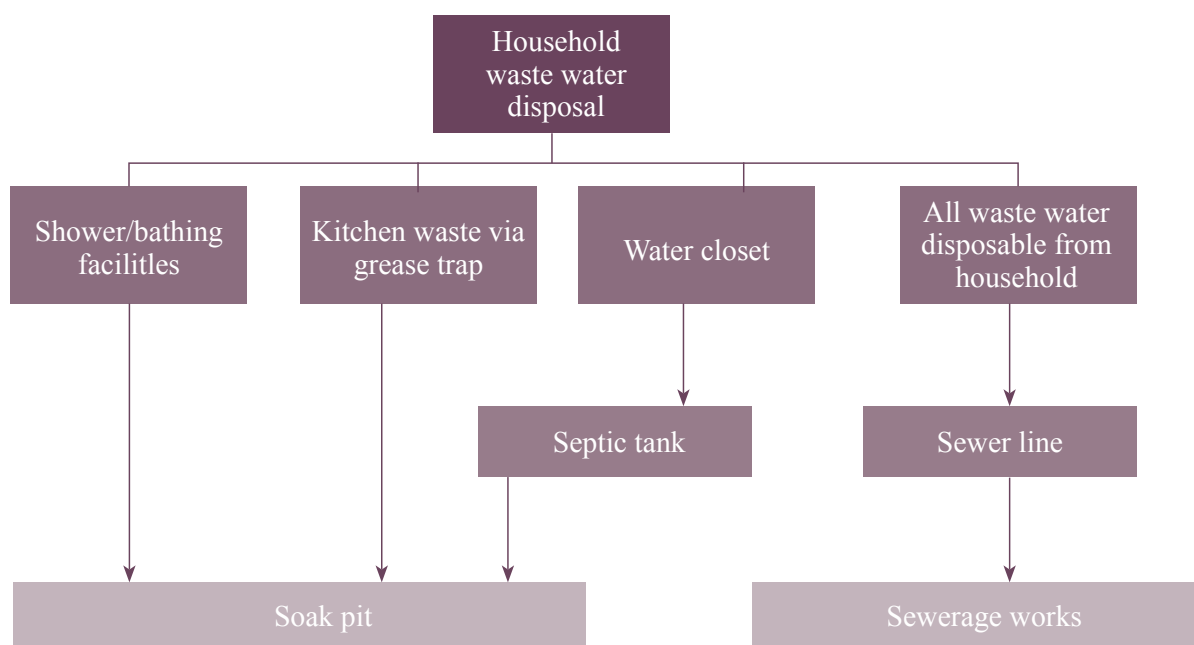 Household
waste water
disposal
Shower/bathing
facilitles
Kitchen waste via
grease trap
Water closet
All waste water
disposable from
household
Septic tank
Sewer line
Soak pit
Sewerage works